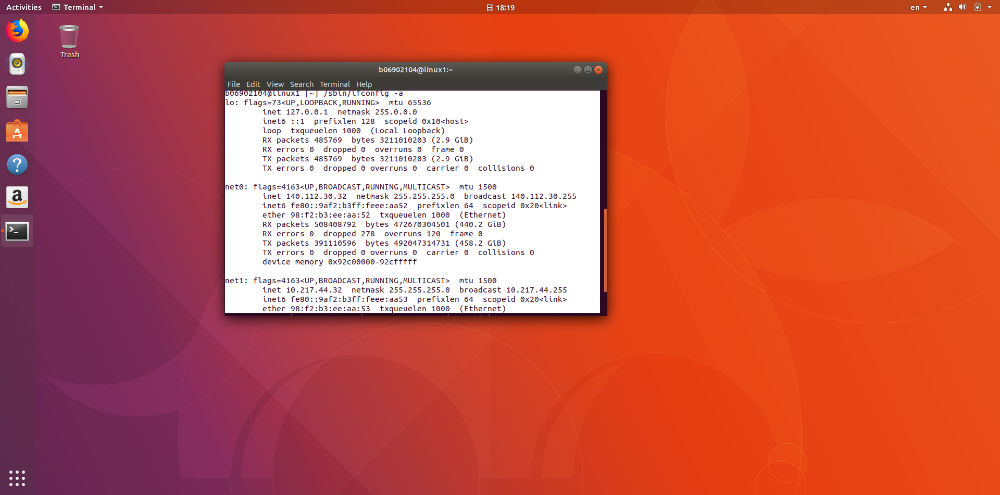 Activities Terminal 日 18:19 en
Trash
b06902104@linux1:~
File Edit View Search Terminal Help
b06902104@linux1 [~] /sbin/ifconfig -a
lo: flags=73<UP,LOOPBACK,RUNNING>  mtu 65536
        inet 127.0.0.1  netmask 255.0.0.0
        inet6 ::1  prefixlen 128  scopeid 0x10<host>
        loop  txqueuelen 1000  (Local Loopback)
        RX packets 485769  bytes 3211010203 (2.9 GiB)
        RX errors 0  dropped 0  overruns 0  frame 0
        TX packets 485769  bytes 3211010203 (2.9 GiB)
        TX errors 0  dropped 0 overruns 0  carrier 0  collisions 0
net0: flags=4163<UP,BROADCAST,RUNNING,MULTICAST>  mtu 1500
        inet 140.112.30.32  netmask 255.255.255.0  broadcast 140.112.30.255
        inet6 fe80::9af2:b3ff:feee:aa52  prefixlen 64  scopeid 0x20<link>
        ether 98:f2:b3:ee:aa:52  txqueuelen 1000  (Ethernet)
        RX packets 508408792  bytes 472670304501 (440.2 GiB)
        RX errors 0  dropped 278  overruns 120  frame 0
        TX packets 391110596  bytes 492047314731 (458.2 GiB)
        TX errors 0  dropped 0 overruns 0  carrier 0  collisions 0
        device memory 0x92c00000-92cfffff
net1: flags=4163<UP,BROADCAST,RUNNING,MULTICAST>  mtu 1500
        inet 10.217.44.32  netmask 255.255.255.0  broadcast 10.217.44.255
        inet6 fe80::9af2:b3ff:feee:aa53  prefixlen 64  scopeid 0x20<link>
        ether 98:f2:b3:ee:aa:53  txqueuelen 1000  (Ethernet)